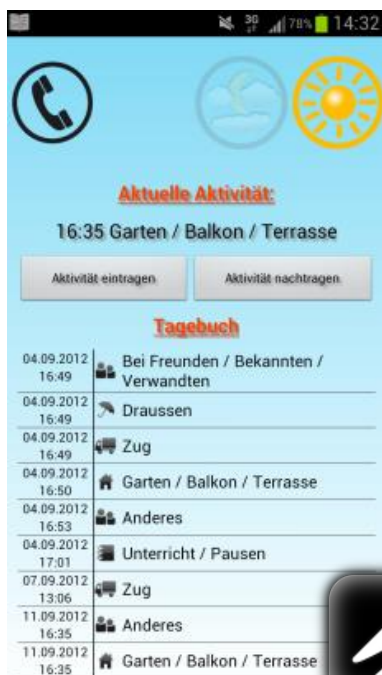 3G 78% 14:32
Aktuelle Aktivität:
16:35 Garten / Balkon / Terrasse
Aktivität eintragen Aktivität nachtragen
Tagebuch
04.09.2012 16:49 Bei Freunden / Bekannten /
Verwandten
04.09.2012 16:49 Draussen
04.09.2012 16:49 Zug
04.09.2012 16:50 Garten / Balkon / Terrasse
04.09.2012 16:53 Anderes
04.09.2012 17:01 Unterricht / Pausen
07.09.2012 13:06 Zug
11.09.2012 16:35 Anderes
11.09.2012 16:35 Garten / Balkon / Terrasse